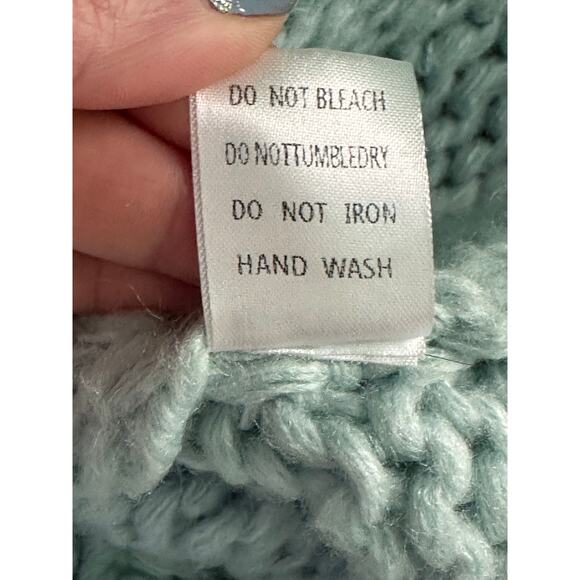 DO NOT BLEACH
DO NOTTUMBLEDRY
DO NOT IRON
HAND WASH